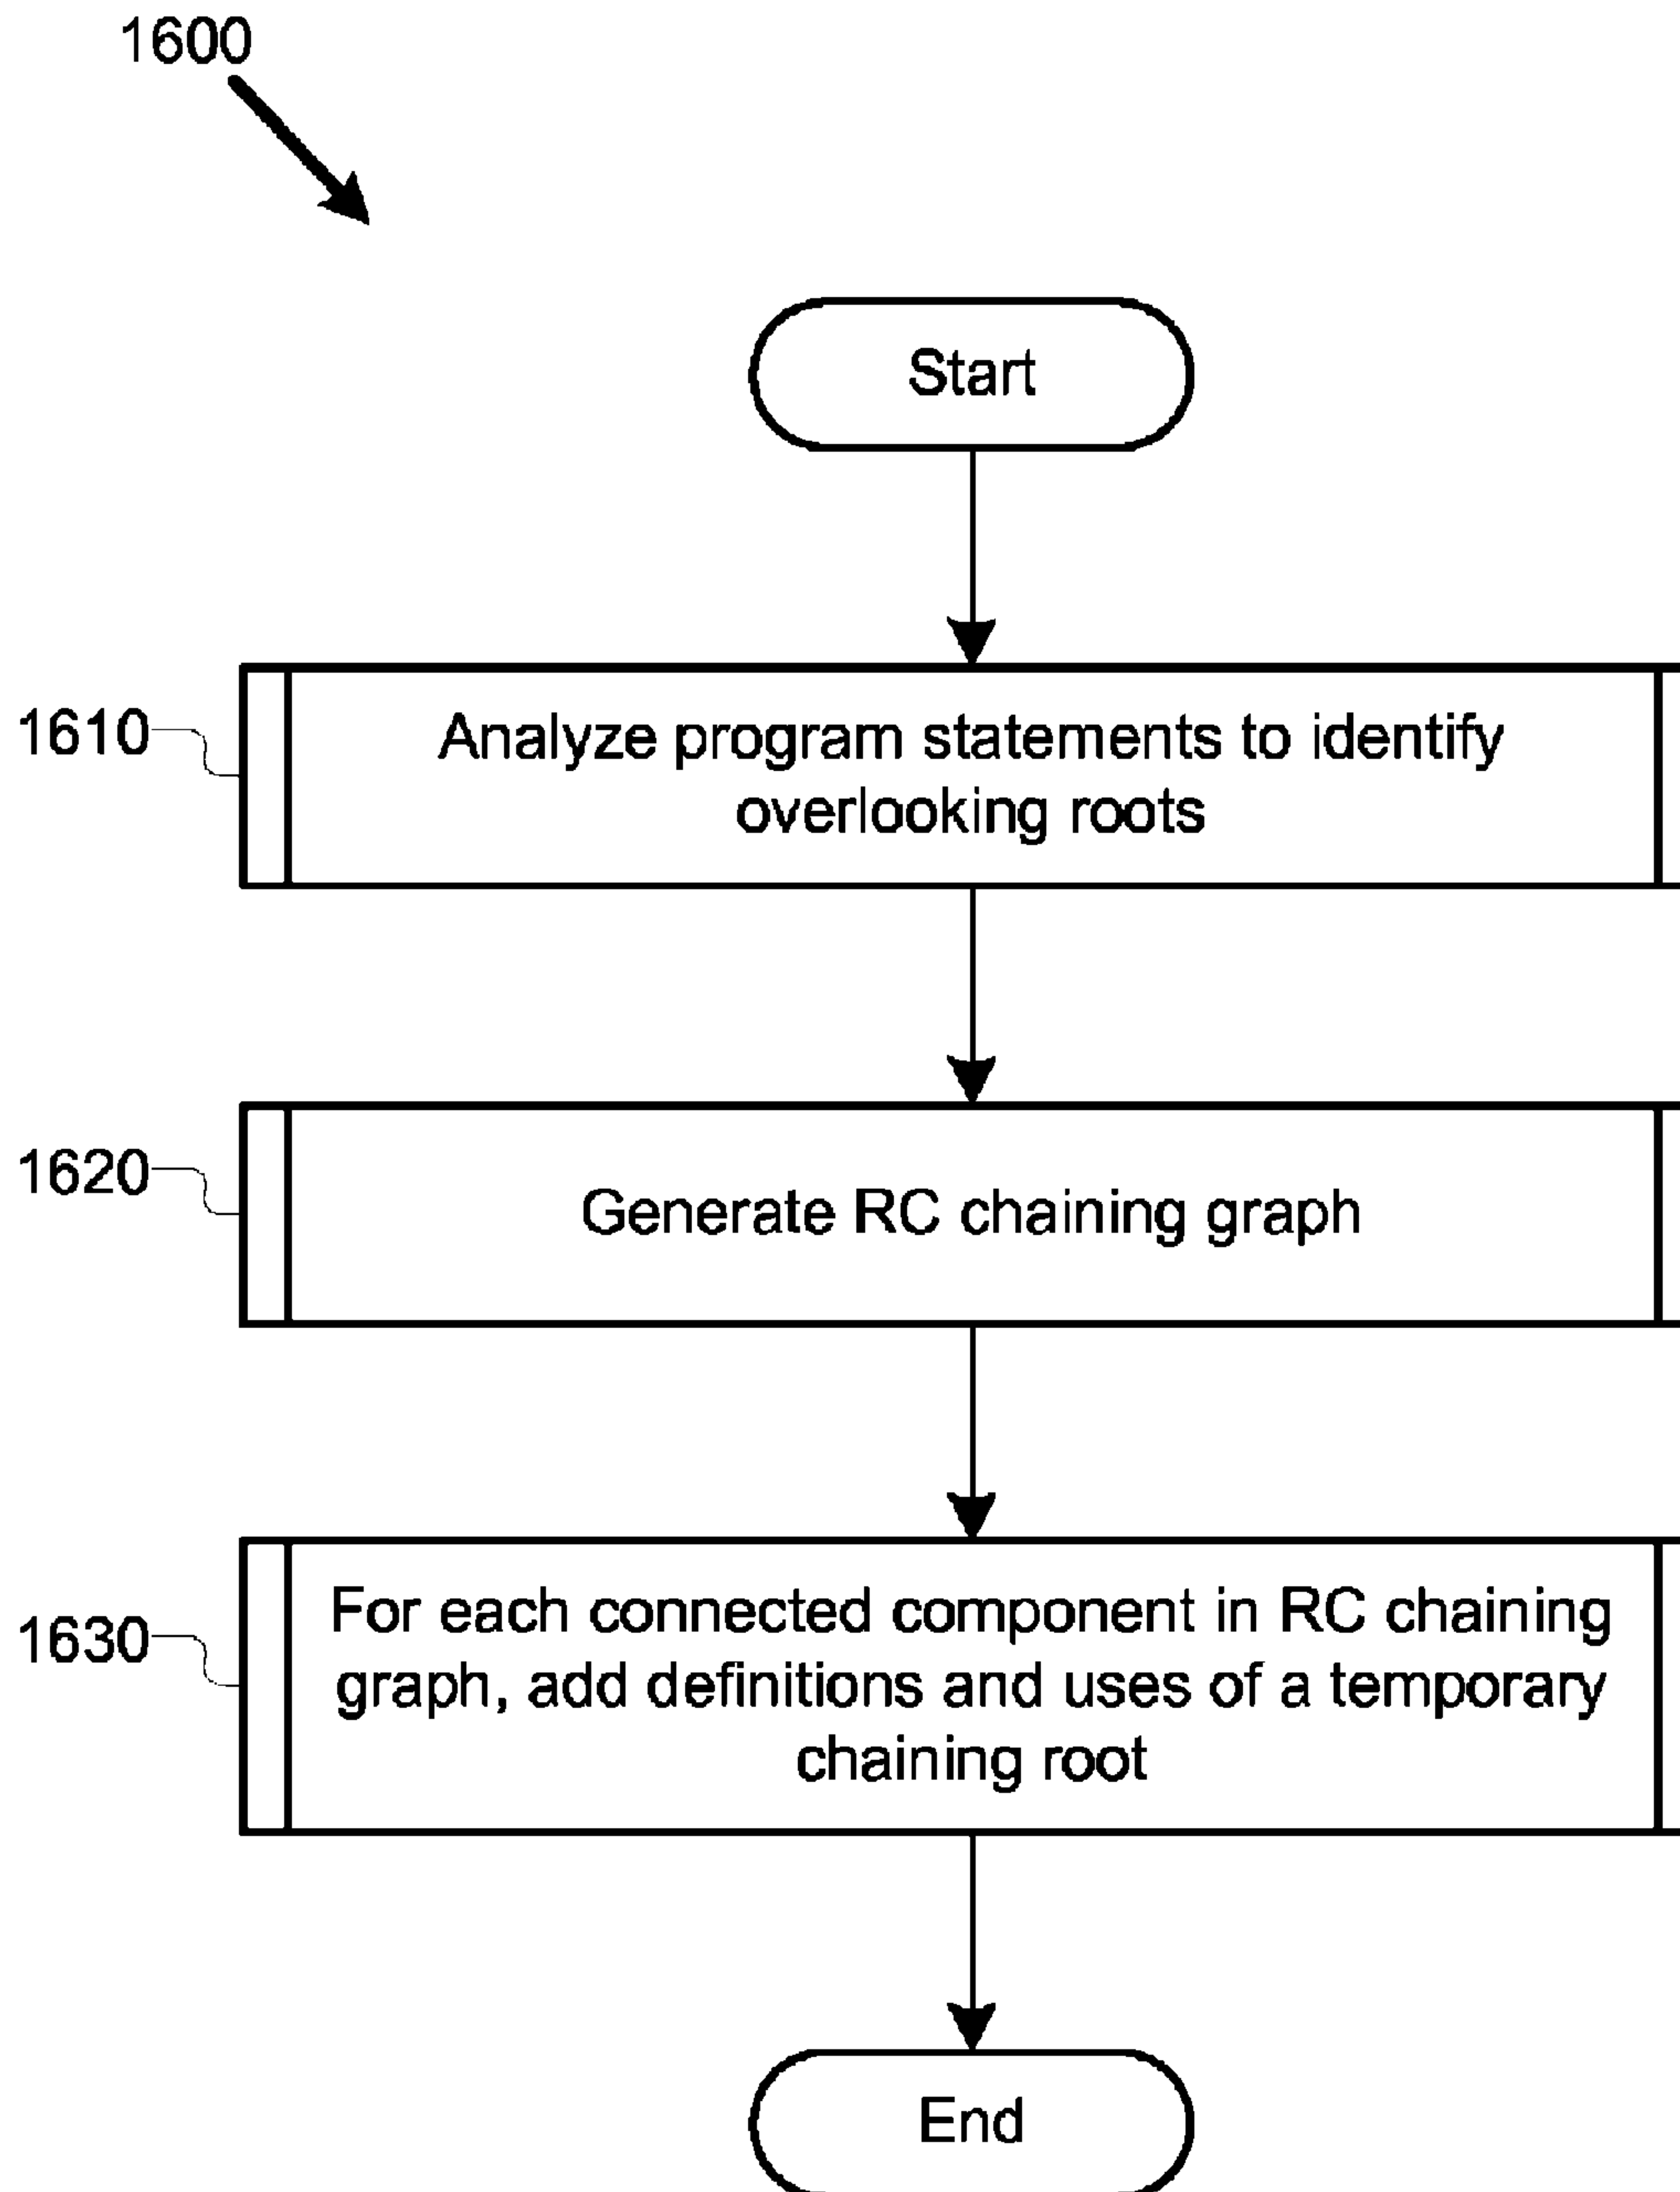 1600
Start
1610
Analyze program statements to identify
overlooking roots
1620
Generate RC chaining graph
1630
For each connected component in RC chaining
graph, add definitions and uses of a temporary
chaining root
End